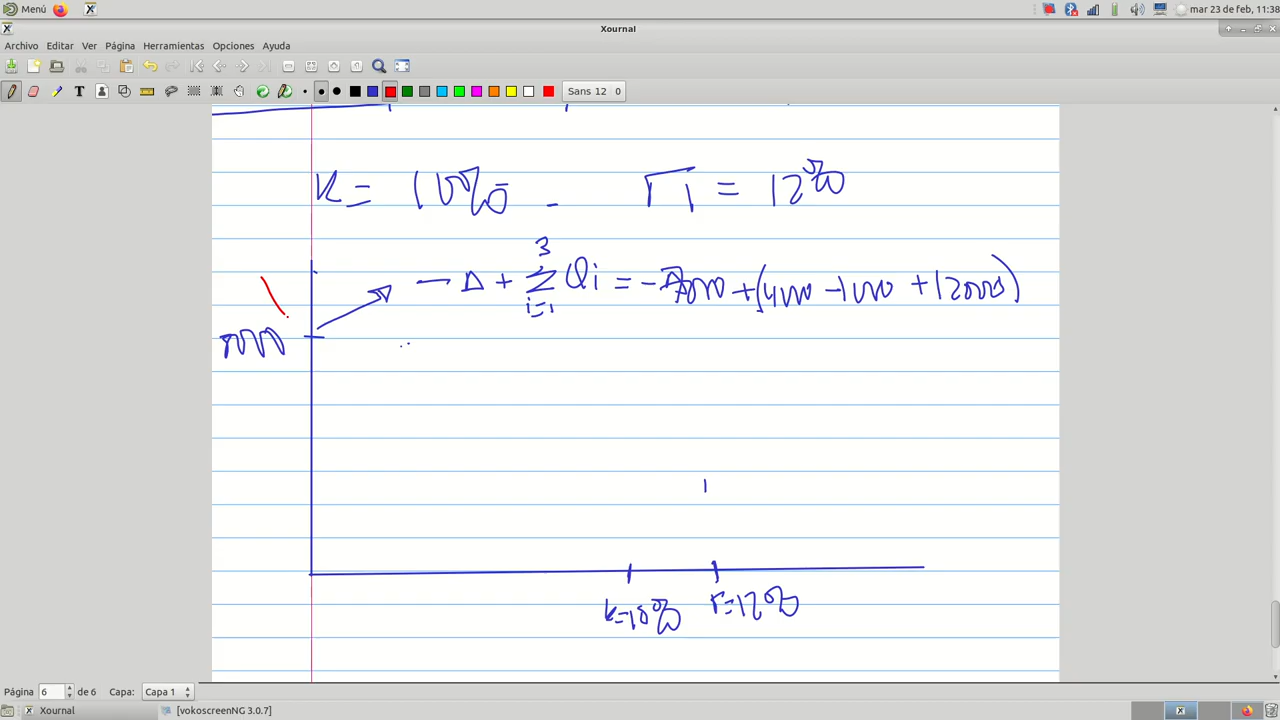 Menú
mar 23 de feb, 11:38
Xournal
Archivo Editar Ver Página Herramientas Opciones Ayuda
Sans 12
K = 10%
r1 = 12%
- A + 3 Σ i=1 Qi = - 7000 + (4000 - 1000 + 12000)
k=10% r=12%
Página 6 de 6 Capa: Capa 1
Xournal [vokoscreenNG 3.0.7]